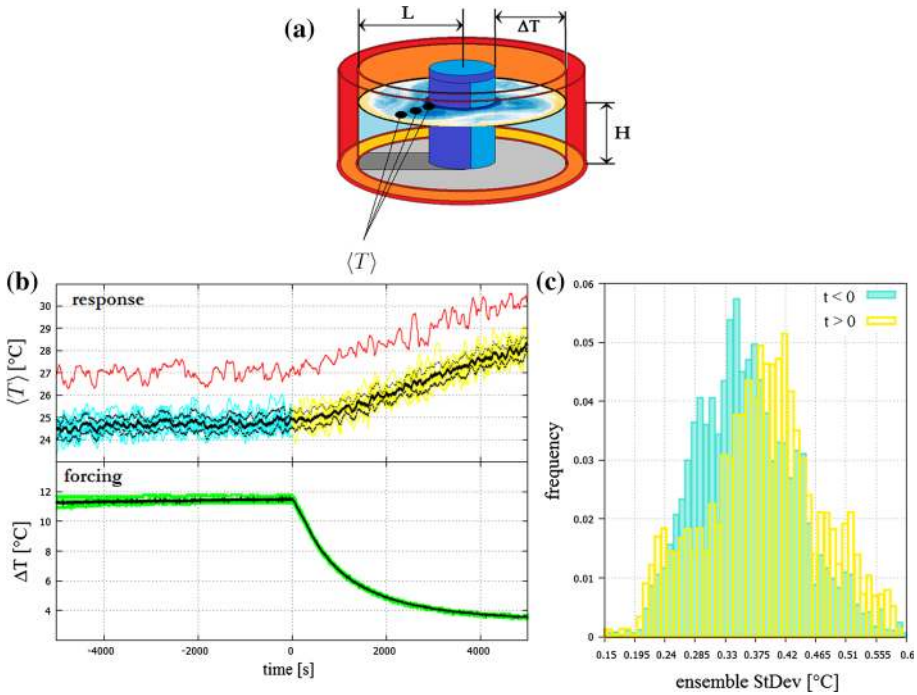 (a)
L
ΔT
H
⟨T⟩
(b)
response
30
29
28
27
26
25
24
⟨T⟩ [°C]
forcing
12
10
8
6
4
ΔT [°C]
-4000
-2000
0
2000
4000
time [s]
(c)
t < 0
t > 0
0.06
0.05
0.04
0.03
0.02
0.01
0
frequency
0.15
0.195
0.24
0.285
0.33
0.375
0.42
0.465
0.51
0.555
0.6
ensemble StDev [°C]